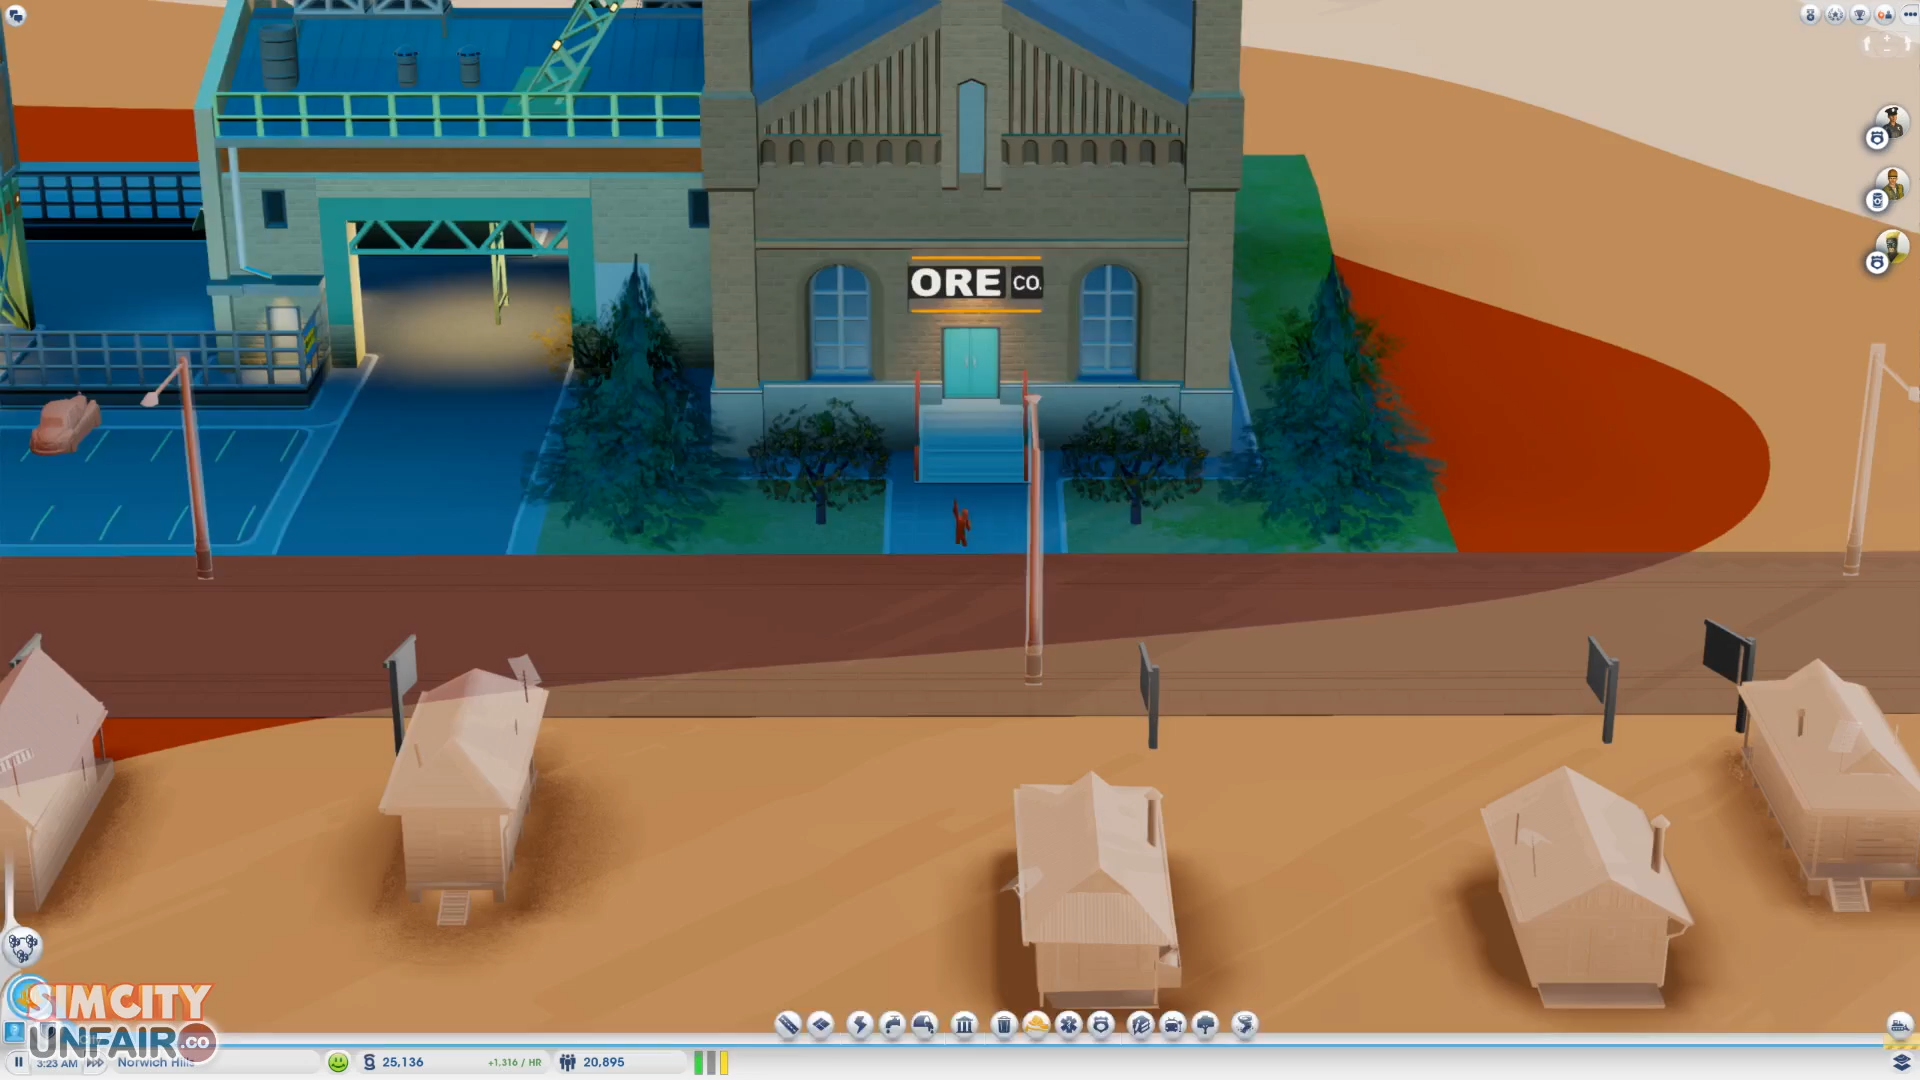 ORE CO.
SIMCITY
UNFAIR.co
3:23 AM Norwich Hills 25,136 +1,316 / HR 20,895